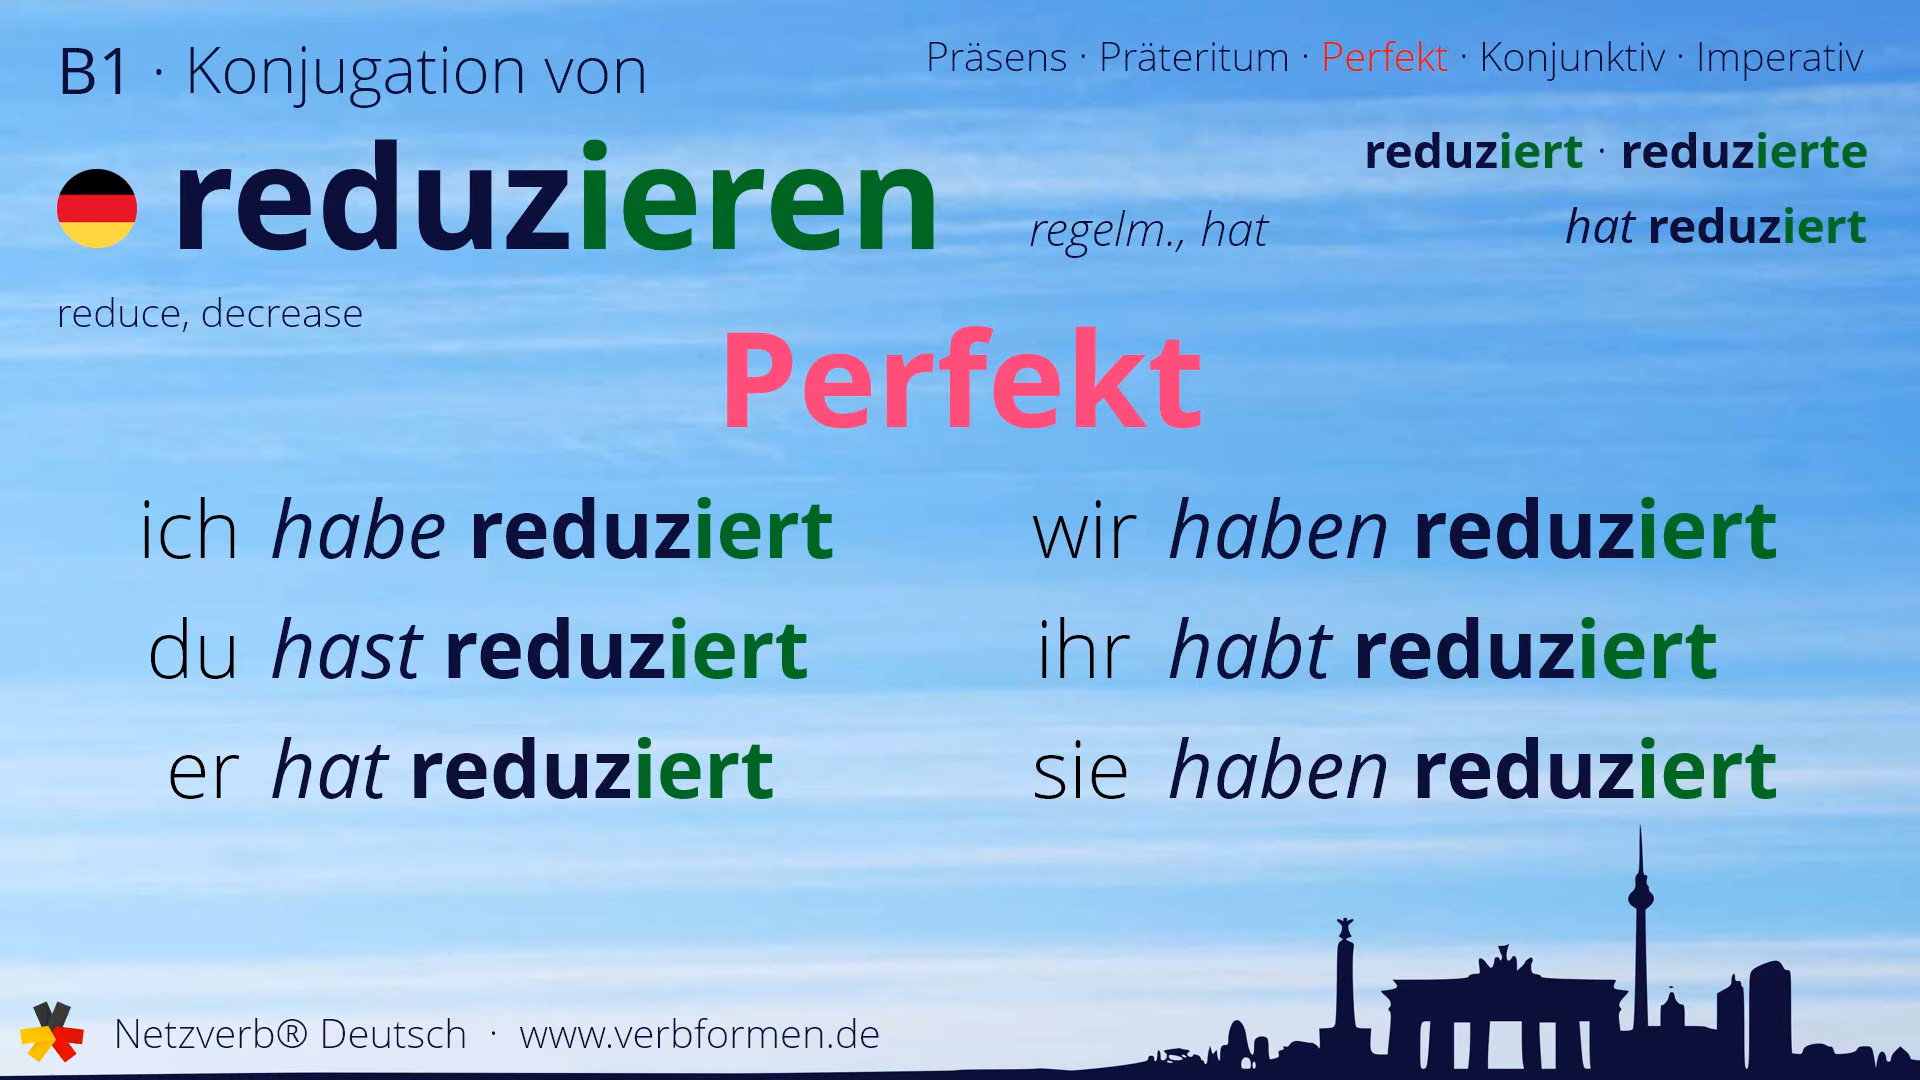 B1 · Konjugation von
Präsens · Präteritum · Perfekt · Konjunktiv · Imperativ
reduzieren
regelm., hat
reduziert · reduzierte
hat reduziert
reduce, decrease
Perfekt
ich habe reduziert
du hast reduziert
er hat reduziert
wir haben reduziert
ihr habt reduziert
sie haben reduziert
Netzverb® Deutsch · www.verbformen.de